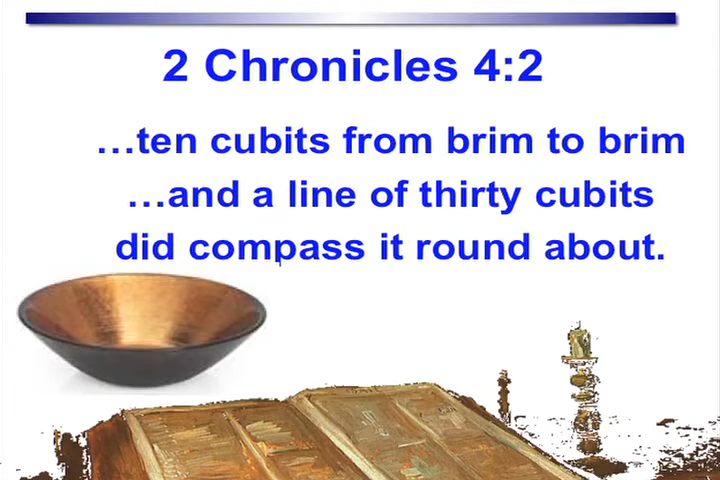 2 Chronicles 4:2
…ten cubits from brim to brim
…and a line of thirty cubits
did compass it round about.